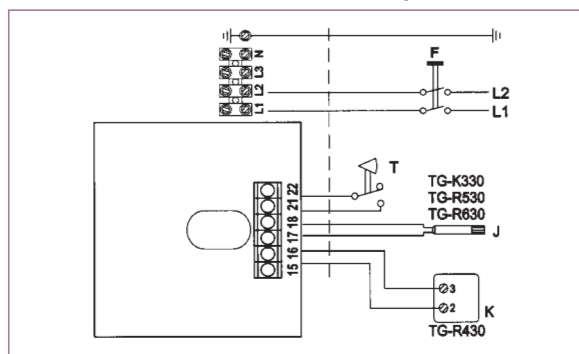 N
L3
L2
L1
F
L2
L1
22
21
18
17
16
15
T
TG-K330
TG-R530
TG-R630
J
3
2
K
TG-R430